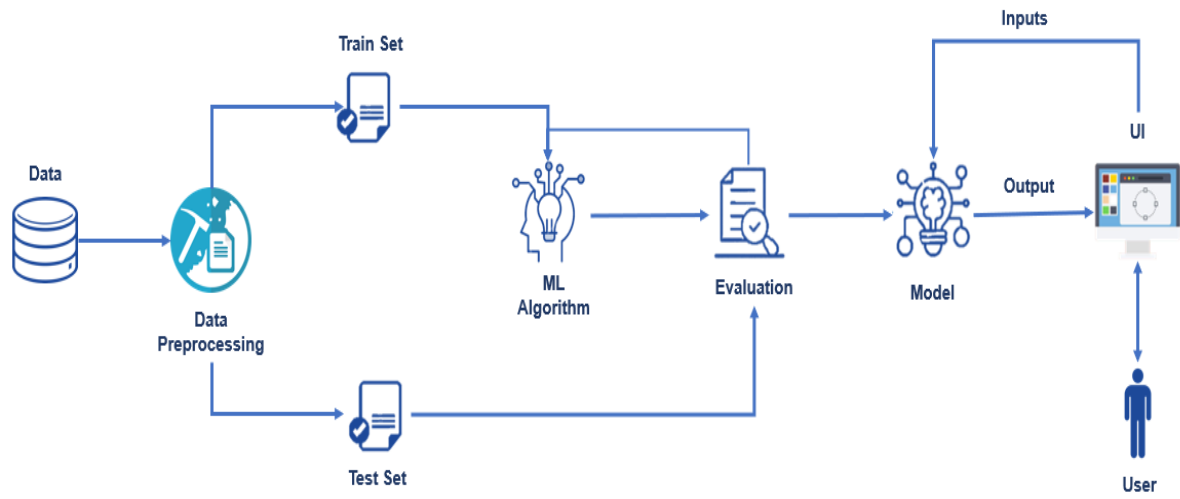 Inputs
Train Set
UI
Data
Output
ML
Algorithm
Evaluation
Model
Data
Preprocessing
Test Set
User